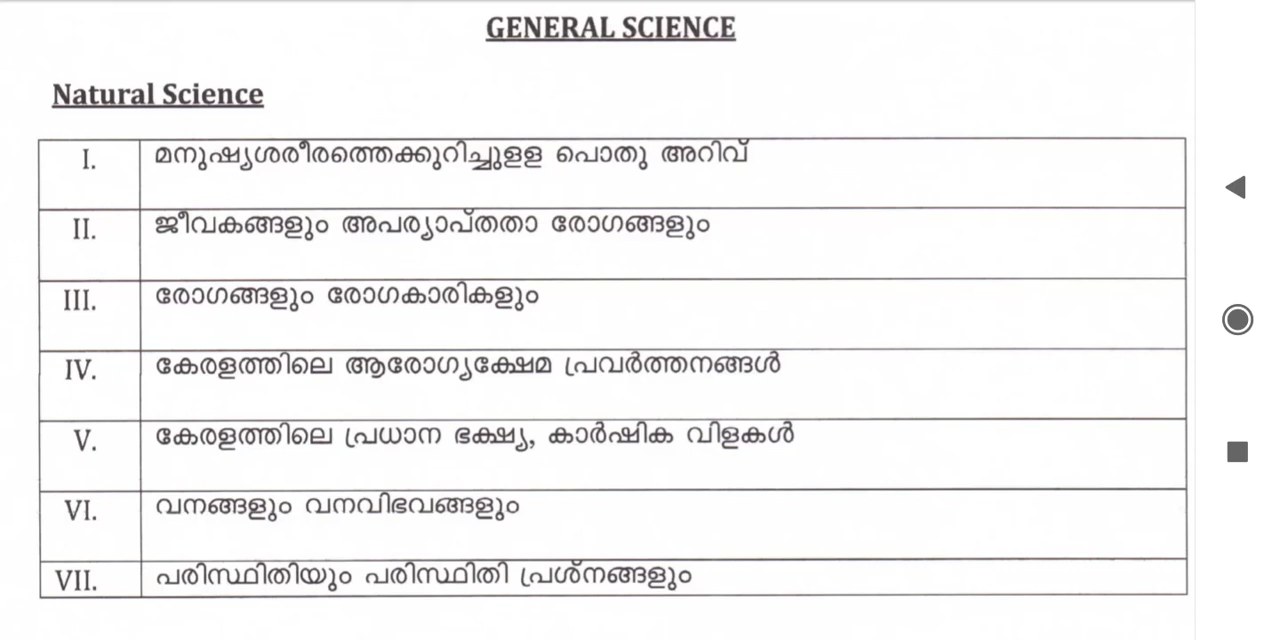 GENERAL SCIENCE
Natural Science
I. മനുഷ്യശരീരത്തെക്കുറിച്ചുളള പൊതു അറിവ്
II. ജീവകങ്ങളും അപര്യാപ്തതാ രോഗങ്ങളും
III. രോഗങ്ങളും രോഗകാരികളും
IV. കേരളത്തിലെ ആരോഗ്യക്ഷേമ പ്രവർത്തനങ്ങൾ
V. കേരളത്തിലെ പ്രധാന ഭക്ഷ്യ, കാർഷിക വിളകൾ
VI. വനങ്ങളും വനവിഭവങ്ങളും
VII. പരിസ്ഥിതിയും പരിസ്ഥിതി പ്രശ്നങ്ങളും